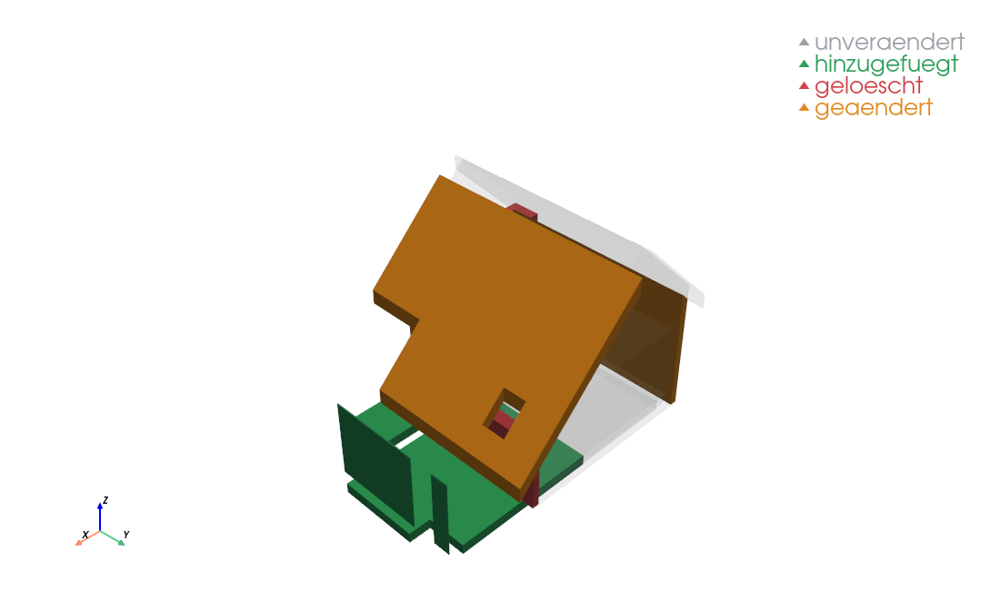 unveraendert
hinzugefuegt
geloescht
geaendert
Z
X
Y